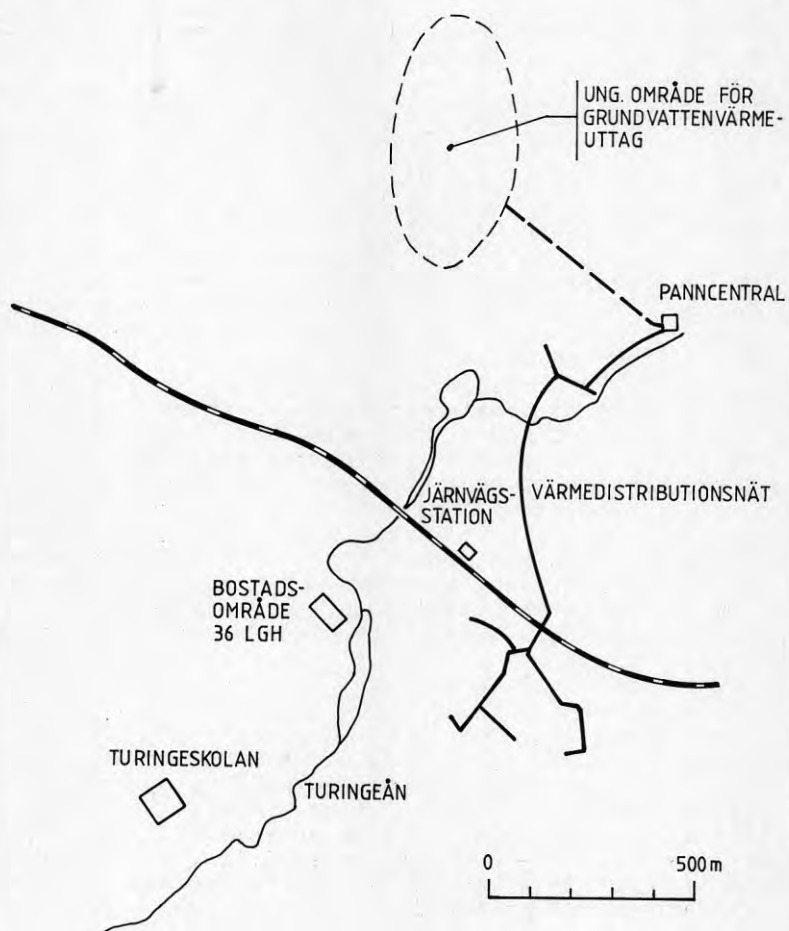 UNG. OMRÅDE FÖR
GRUNDVATTENVÄRME-
UTTAG
PANNCENTRAL
JÄRNVÄGS-
STATION
VÄRMEDISTRIBUTIONSNÄT
BOSTADS-
OMRÅDE
36 LGH
TURINGESKOLAN
TURINGEÅN
0 500 m